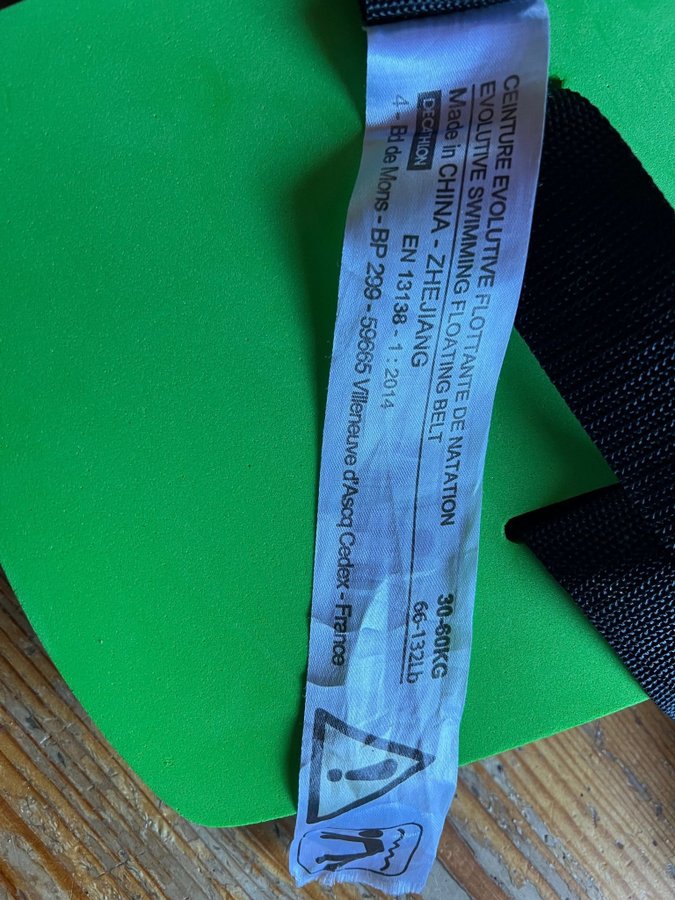 CEINTURE EVOLUTIVE FLOTTANTE DE NATATION 30-60KG
EVOLUTIVE SWIMMING FLOATING BELT 66-132Lb
Made in CHINA - ZHEJIANG
DECATHLON EN 13138 - 1 : 2014
4 - Bd de Mons - BP 299 - 59665 Villeneuve d'Ascq Cedex - France